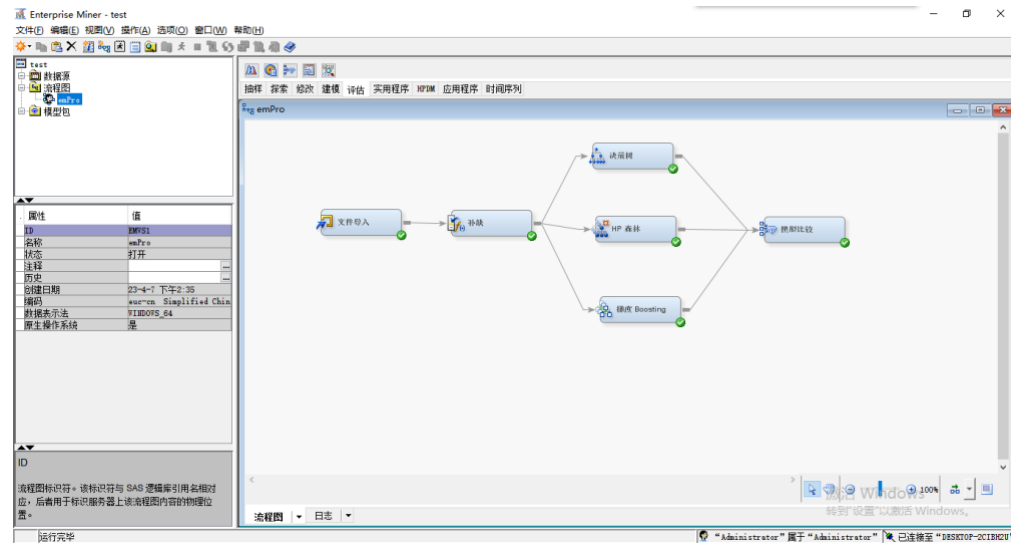 Enterprise Miner - test
文件(F) 编辑(E) 视图(V) 操作(A) 选项(O) 窗口(W) 帮助(H)
test
数据源
流程图
emPro
模型包
抽样 探索 修改 建模 评估 实用程序 HPDM 应用程序 时间序列
emPro
决策树
文件导入
补缺
HP 森林
模型比较
梯度 Boosting
属性 值
ID EMWS1
名称 emPro
状态 打开
注释
历史
创建日期 23-4-7 下午2:35
编码 euc-cn Simplified Chin
数据表示法 WINDOWS_64
原生操作系统 是
ID
流程图标识符。该标识符与 SAS 逻辑库引用名相对
应，后者用于标识服务器上该流程图内容的物理位
置。
100%
激活 Windows
转到"设置"以激活 Windows。
流程图 日志
运行完毕
“Administrator” 属于 “Administrator”
已连接至 “DESKTOP-2CIBH2U”